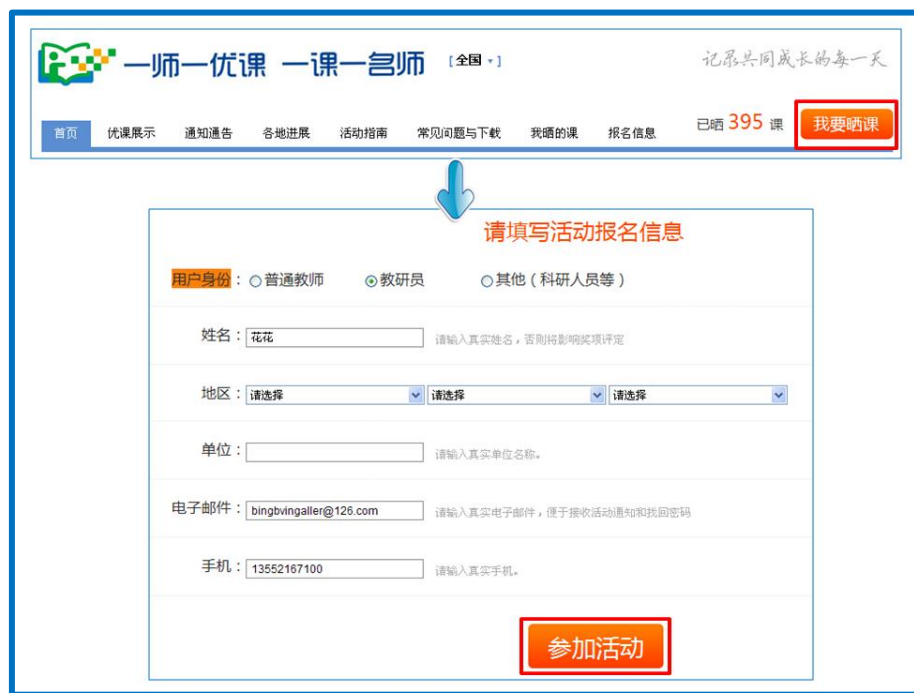 一师一优课 一课一名师 [全国]
记录共同成长的每一天
首页 优课展示 通知通告 各地进展 活动指南 常见问题与下载 我晒的课 报名信息 已晒 395 课 我要晒课
请填写活动报名信息
用户身份： 普通教师 教研员 其他（科研人员等）
姓名： 花花 请输入真实姓名，否则将影响奖项评定
地区： 请选择 请选择 请选择
单位： 请输入真实单位名称。
电子邮件： bingbvingaller@126.com 请输入真实电子邮件，便于接收活动通知和找回密码
手机： 13552167100 请输入真实手机。
参加活动